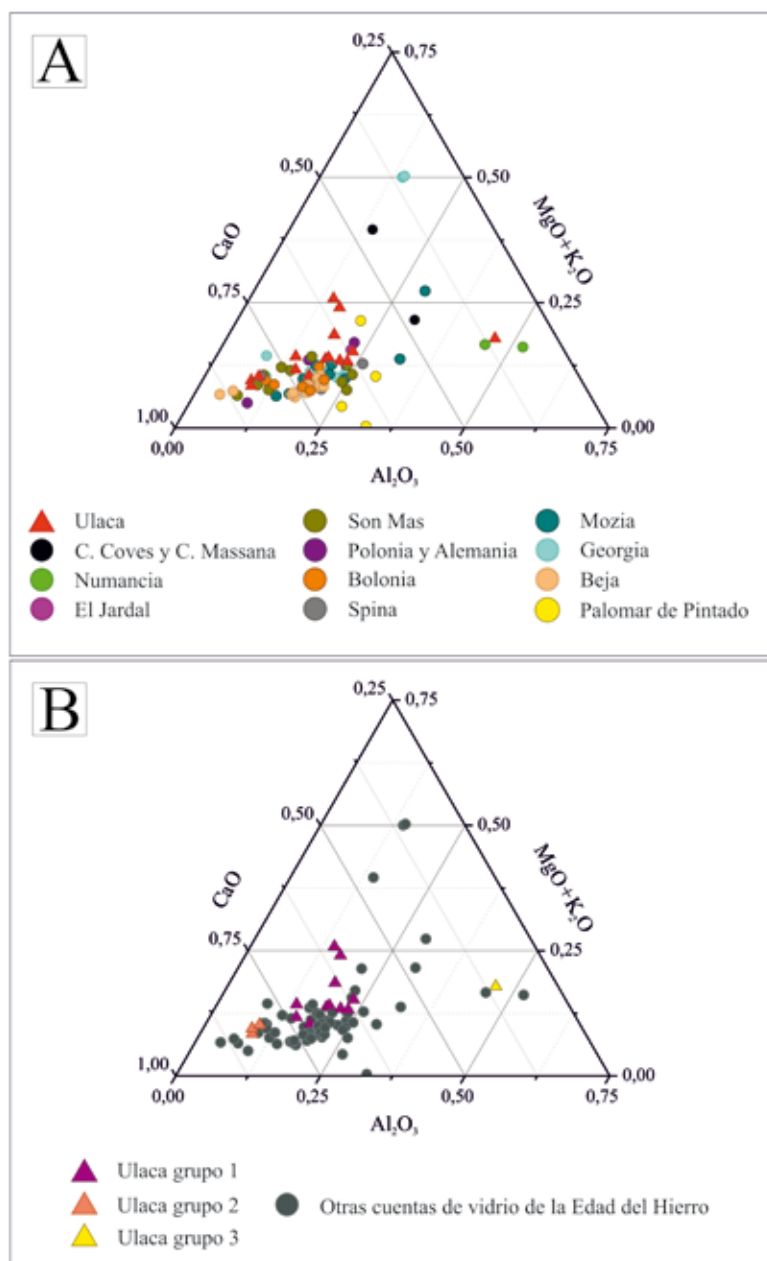 A
0,25 0,75
0,50 0,50
CaO
MgO+K₂O
0,75 0,25
1,00 0,00
0,00 0,25 0,50 0,75
Al₂O₃
Ulaca Son Mas Mozia
C. Coves y C. Massana Polonia y Alemania Georgia
Numancia Bolonia Beja
El Jardal Spina Palomar de Pintado
B
0,25 0,75
0,50 0,50
CaO
MgO+K₂O
0,75 0,25
1,00 0,00
0,00 0,25 0,50 0,75
Al₂O₃
Ulaca grupo 1
Ulaca grupo 2 Otras cuentas de vidrio de la Edad del Hierro
Ulaca grupo 3